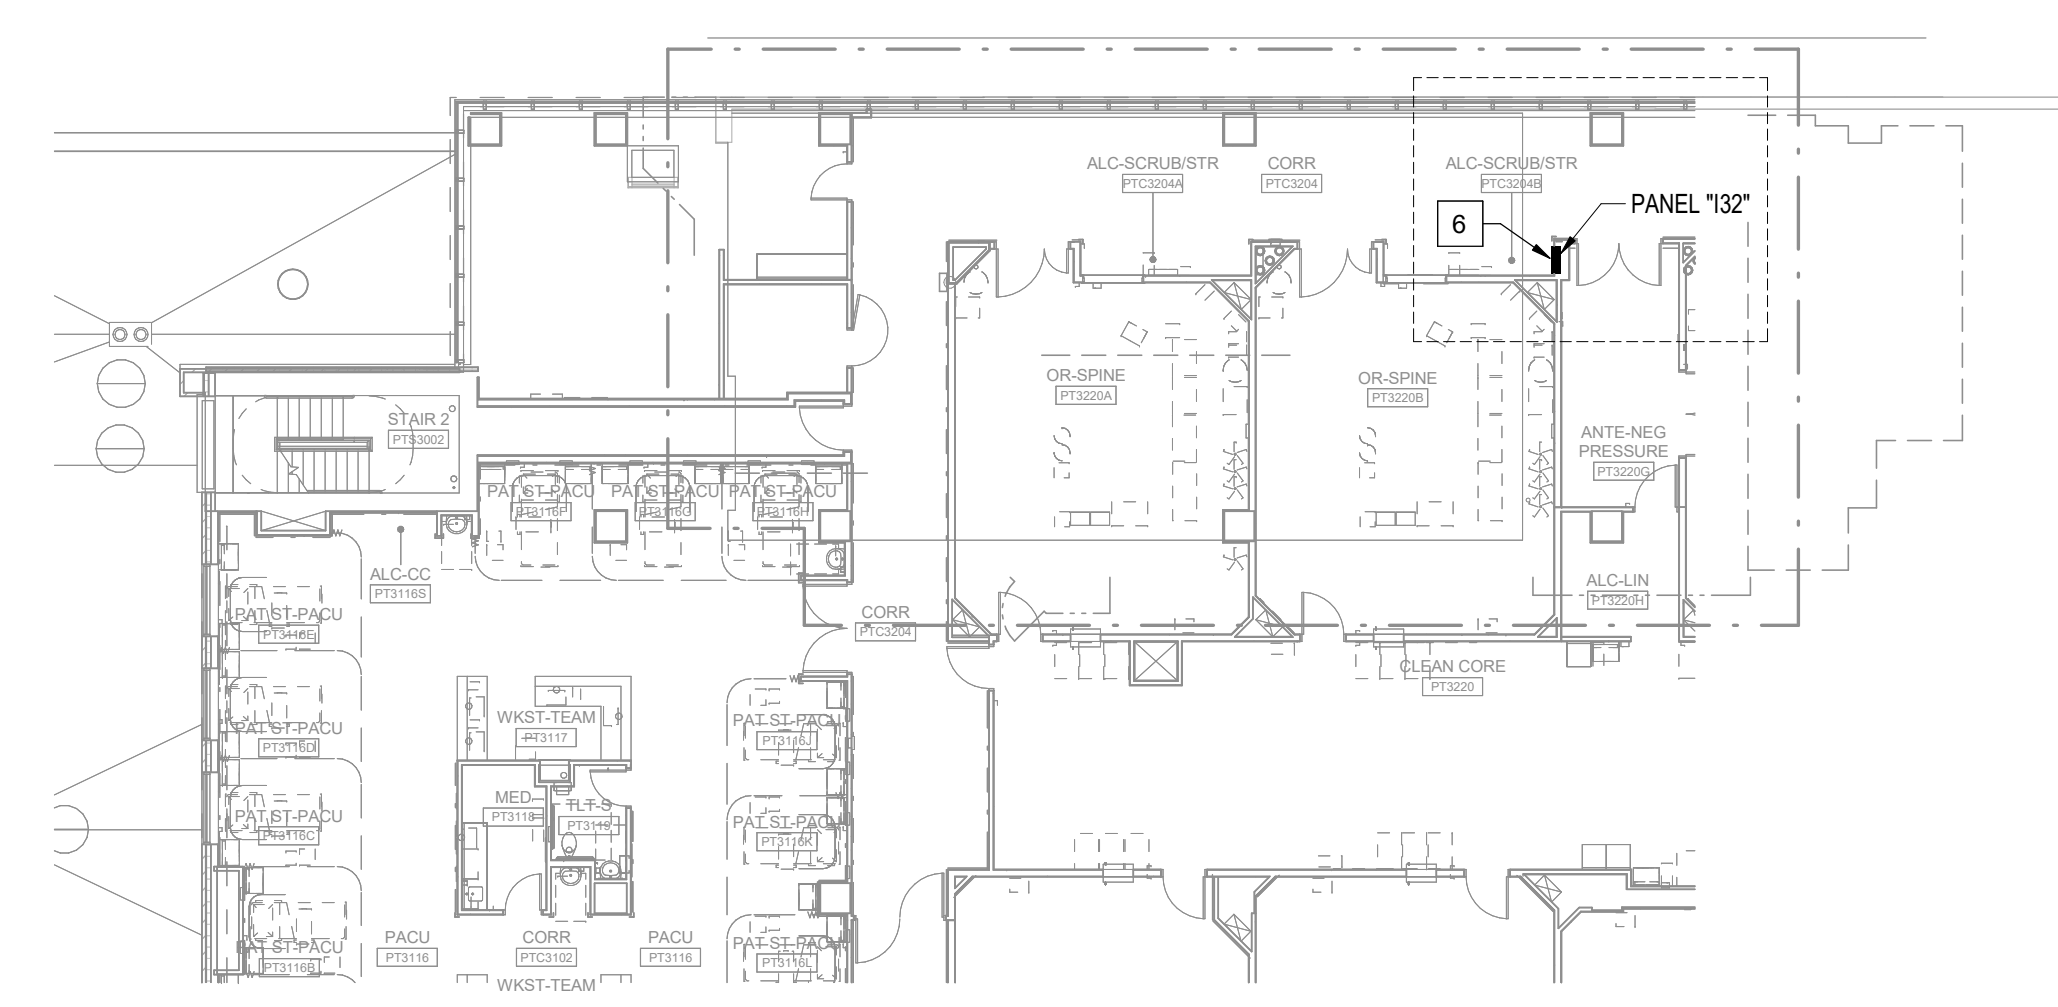 ALC-SCRUB/STR
PTC3204A
CORR
PTC3204
ALC-SCRUB/STR
PTC3204B
PANEL "I32"
6
OR-SPINE
PT3220A
OR-SPINE
PT3220B
STAIR 2
PTS3002
ANTE-NEG
PRESSURE
PT3220G
PAT ST-PACU
PT3116F
PAT ST-PACU
PT3116G
PAT ST-PACU
PT3116H
ALC-CC
PT3116S
ALC-LIN
PT3220H
PAT ST-PACU
PT3116E
CORR
PTC3204
CLEAN CORE
PT3220
WKST-TEAM
PT3117
PAT ST-PACU
PT3116J
PAT ST-PACU
PT3116D
MED
PT3118
TLT-S
PT3119
PAT ST-PACU
PT3116C
PAT ST-PACU
PT3116K
PACU
PT3116
CORR
PTC3102
PACU
PT3116
PAT ST-PACU
PT3116L
PAT ST-PACU
PT3116B
WKST-TEAM